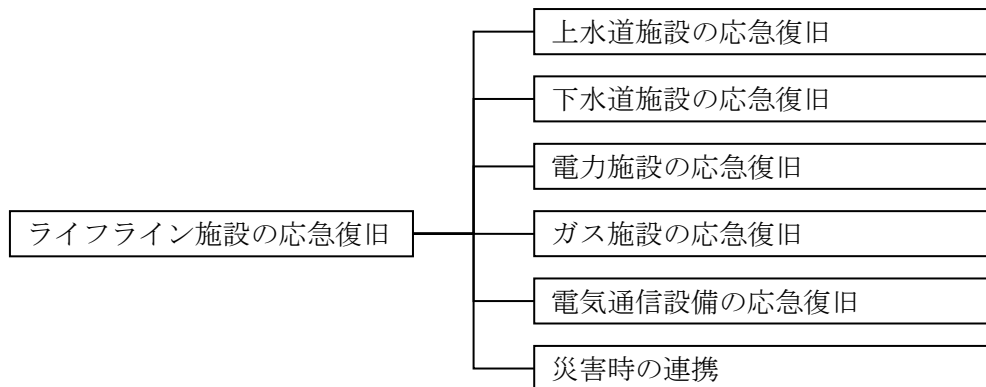 上水道施設の応急復旧
下水道施設の応急復旧
電力施設の応急復旧
ライフライン施設の応急復旧
ガス施設の応急復旧
電気通信設備の応急復旧
災害時の連携